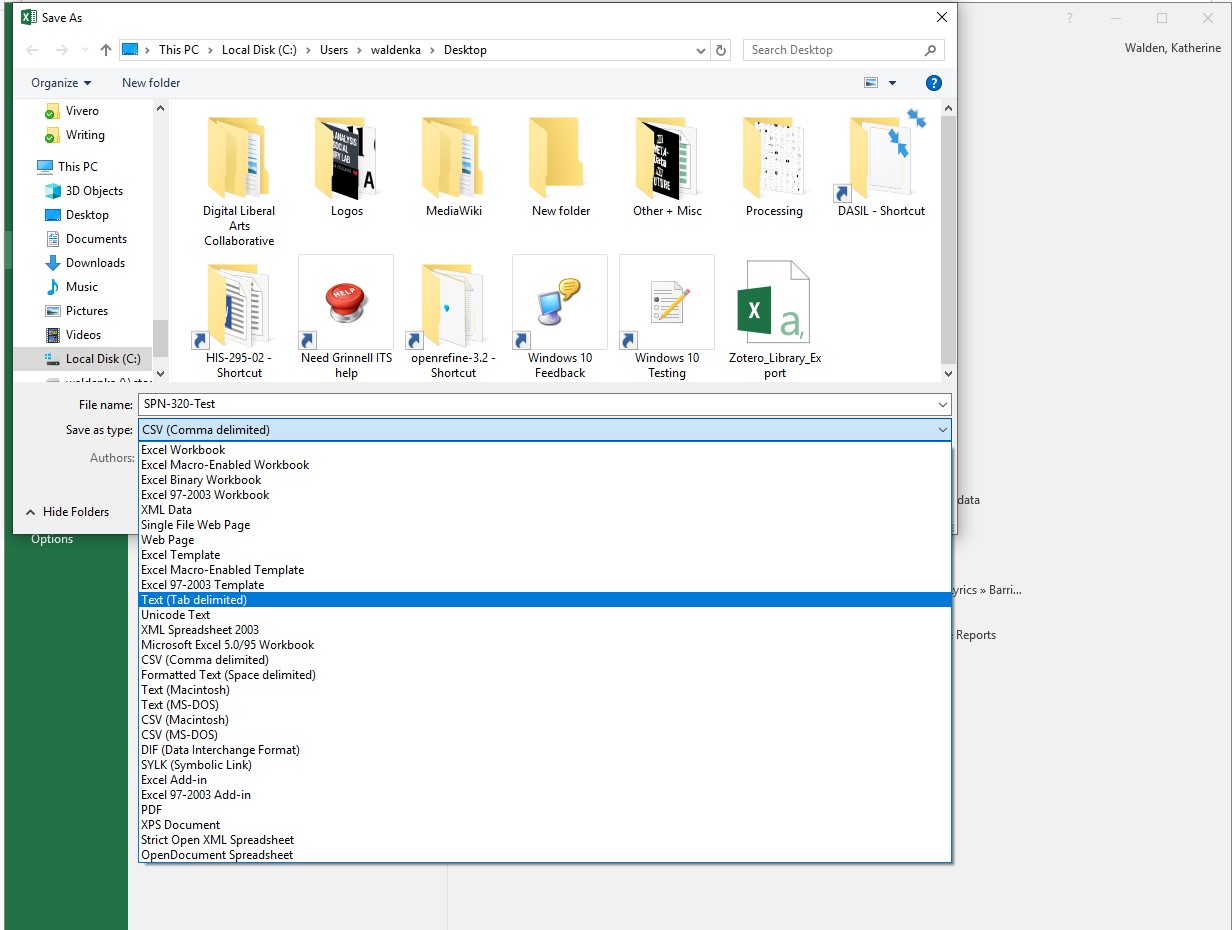 Save As
Walden, Katherine
This PC > Local Disk (C:) > Users > waldenka > Desktop
Search Desktop
Organize
New folder
Vivero
Writing
This PC
3D Objects
Desktop
Documents
Downloads
Music
Pictures
Videos
Local Disk (C:)
Digital Liberal
Arts
Collaborative
Logos
MediaWiki
New folder
Other + Misc
Processing
DASIL - Shortcut
HELP
HIS-295-02 -
Shortcut
Need Grinnell ITS
help
openrefine-3.2 -
Shortcut
Windows 10
Feedback
Windows 10
Testing
Zotero_Library_Ex
port
File name: SPN-320-Test
Save as type: CSV (Comma delimited)
Authors:
Hide Folders
Options
Excel Workbook
Excel Macro-Enabled Workbook
Excel Binary Workbook
Excel 97-2003 Workbook
XML Data
Single File Web Page
Web Page
Excel Template
Excel Macro-Enabled Template
Excel 97-2003 Template
Text (Tab delimited)
Unicode Text
XML Spreadsheet 2003
Microsoft Excel 5.0/95 Workbook
CSV (Comma delimited)
Formatted Text (Space delimited)
Text (Macintosh)
Text (MS-DOS)
CSV (Macintosh)
CSV (MS-DOS)
DIF (Data Interchange Format)
SYLK (Symbolic Link)
Excel Add-in
Excel 97-2003 Add-in
PDF
XPS Document
Strict Open XML Spreadsheet
OpenDocument Spreadsheet
data
yrics » Barri...
Reports